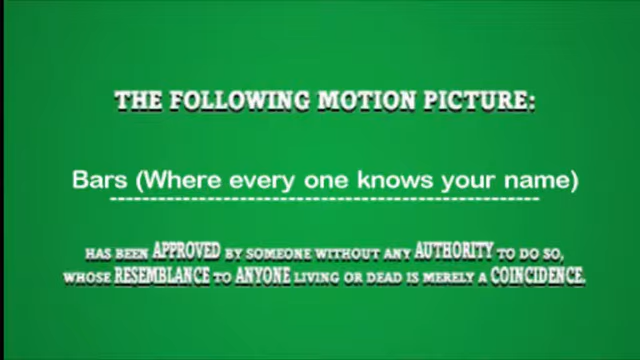 THE FOLLOWING MOTION PICTURE:
Bars (Where every one knows your name)
HAS BEEN APPROVED BY SOMEONE WITHOUT ANY AUTHORITY TO DO SO,
WHOSE RESEMBLANCE TO ANYONE LIVING OR DEAD IS MERELY A COINCIDENCE.